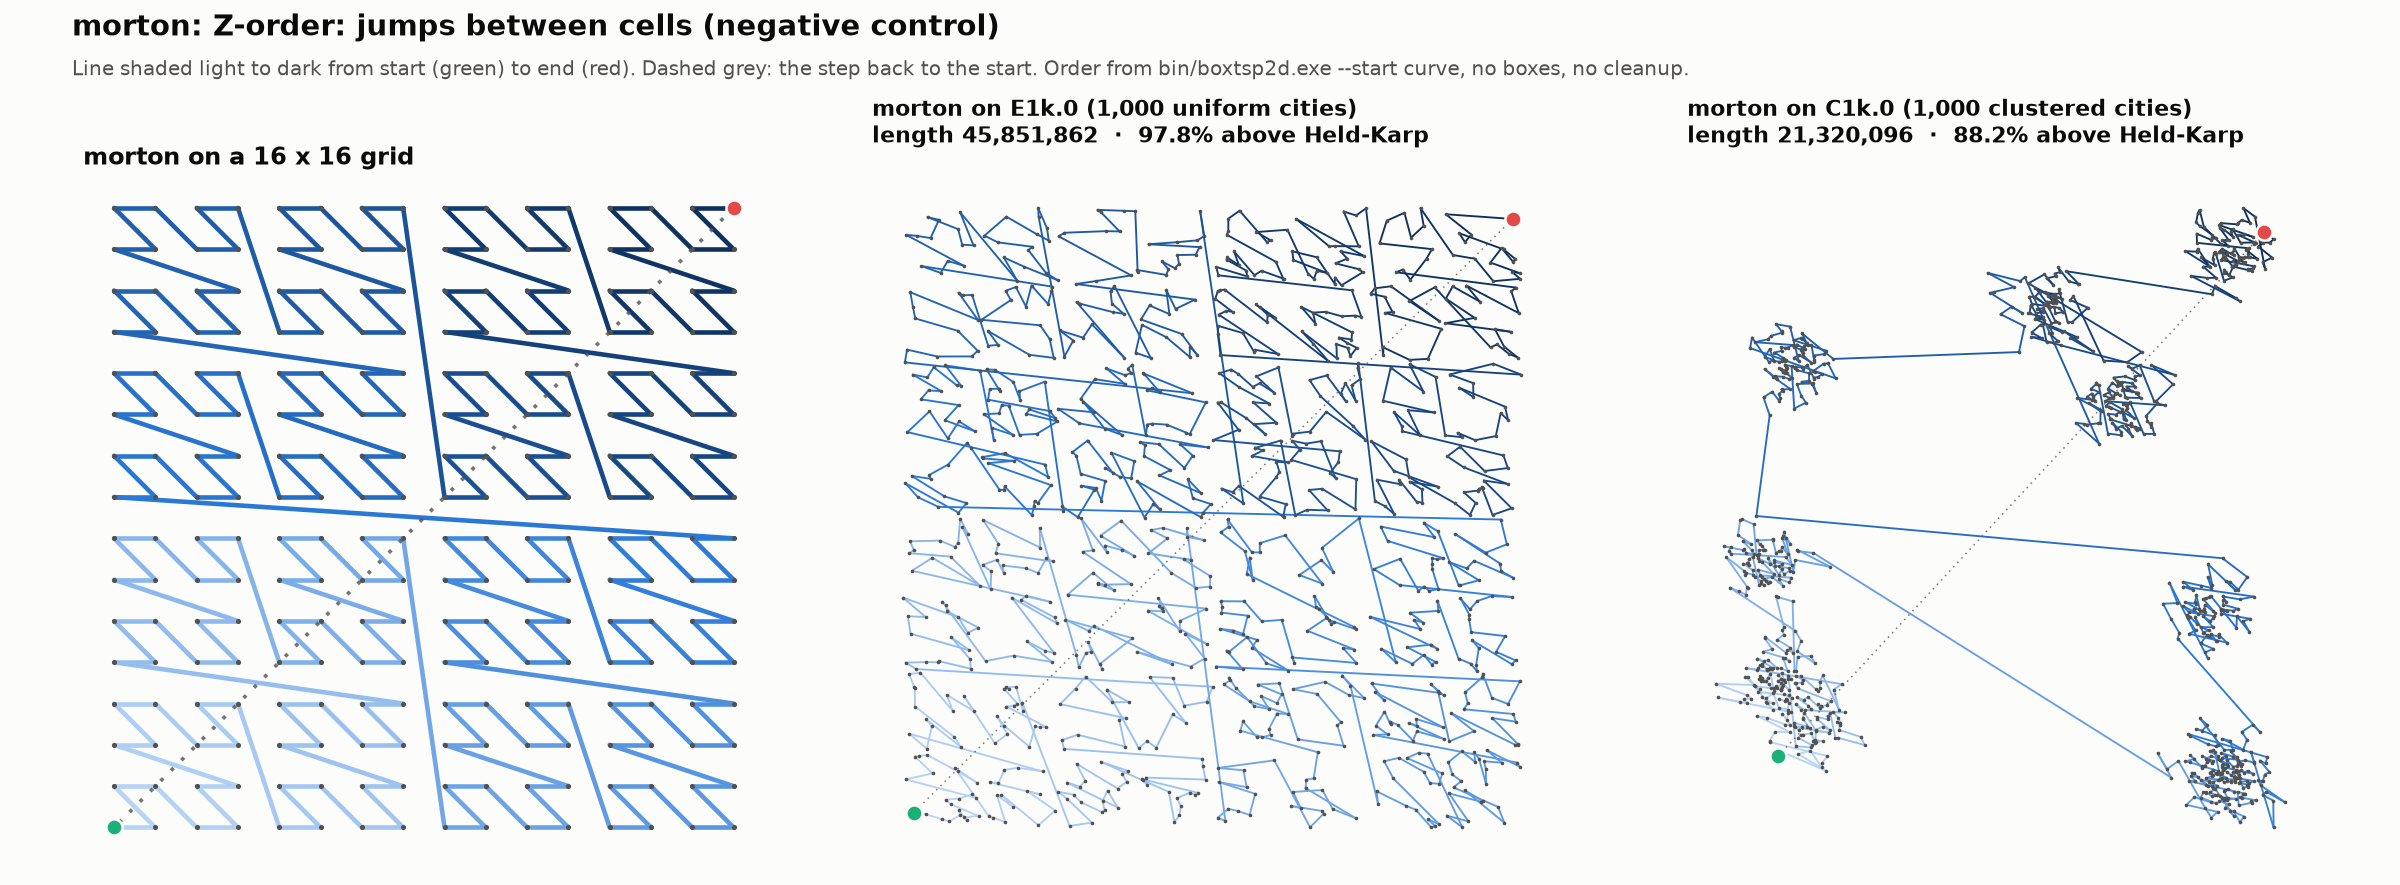 morton: Z-order: jumps between cells (negative control)
Line shaded light to dark from start (green) to end (red). Dashed grey: the step back to the start. Order from bin/boxtsp2d.exe --start curve, no boxes, no cleanup.
morton on a 16 x 16 grid
morton on E1k.0 (1,000 uniform cities)
length 45,851,862 · 97.8% above Held-Karp
morton on C1k.0 (1,000 clustered cities)
length 21,320,096 · 88.2% above Held-Karp